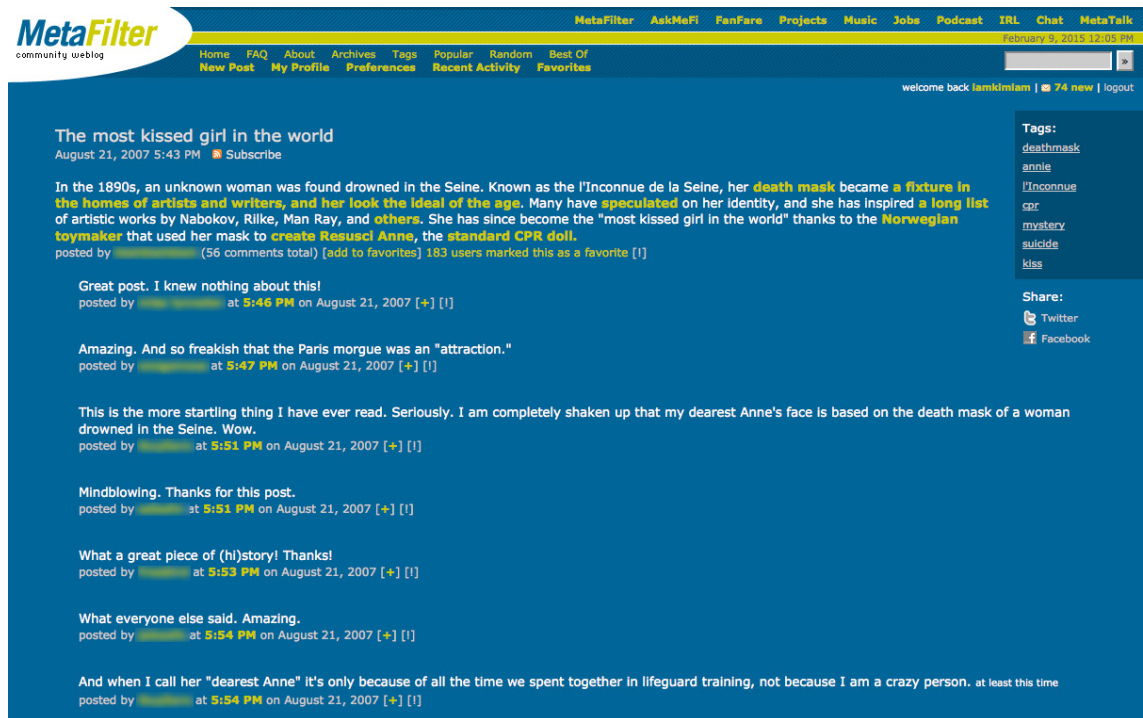 MetaFilter
community weblog
MetaFilter AskMeFi FanFare Projects Music Jobs Podcast IRL Chat MetaTalk
February 9, 2015 12:05 PM
Home FAQ About Archives Tags Popular Random Best Of
New Post My Profile Preferences Recent Activity Favorites
»
welcome back iamkimiam | 74 new | logout
The most kissed girl in the world
August 21, 2007 5:43 PM Subscribe
In the 1890s, an unknown woman was found drowned in the Seine. Known as the l'Inconnue de la Seine, her death mask became a fixture in
the homes of artists and writers, and her look the ideal of the age. Many have speculated on her identity, and she has inspired a long list
of artistic works by Nabokov, Rilke, Man Ray, and others. She has since become the "most kissed girl in the world" thanks to the Norwegian
toymaker that used her mask to create Resusci Anne, the standard CPR doll.
posted by (56 comments total) [add to favorites] 183 users marked this as a favorite [!]
Great post. I knew nothing about this!
posted by at 5:46 PM on August 21, 2007 [+] [!]
Amazing. And so freakish that the Paris morgue was an "attraction."
posted by at 5:47 PM on August 21, 2007 [+] [!]
This is the more startling thing I have ever read. Seriously. I am completely shaken up that my dearest Anne's face is based on the death mask of a woman
drowned in the Seine. Wow.
posted by at 5:51 PM on August 21, 2007 [+] [!]
Mindblowing. Thanks for this post.
posted by at 5:51 PM on August 21, 2007 [+] [!]
What a great piece of (hi)story! Thanks!
posted by at 5:53 PM on August 21, 2007 [+] [!]
What everyone else said. Amazing.
posted by at 5:54 PM on August 21, 2007 [+] [!]
And when I call her "dearest Anne" it's only because of all the time we spent together in lifeguard training, not because I am a crazy person. at least this time
posted by at 5:54 PM on August 21, 2007 [+] [!]
Tags:
deathmask
annie
l'Inconnue
cpr
mystery
suicide
kiss
Share:
Twitter
Facebook